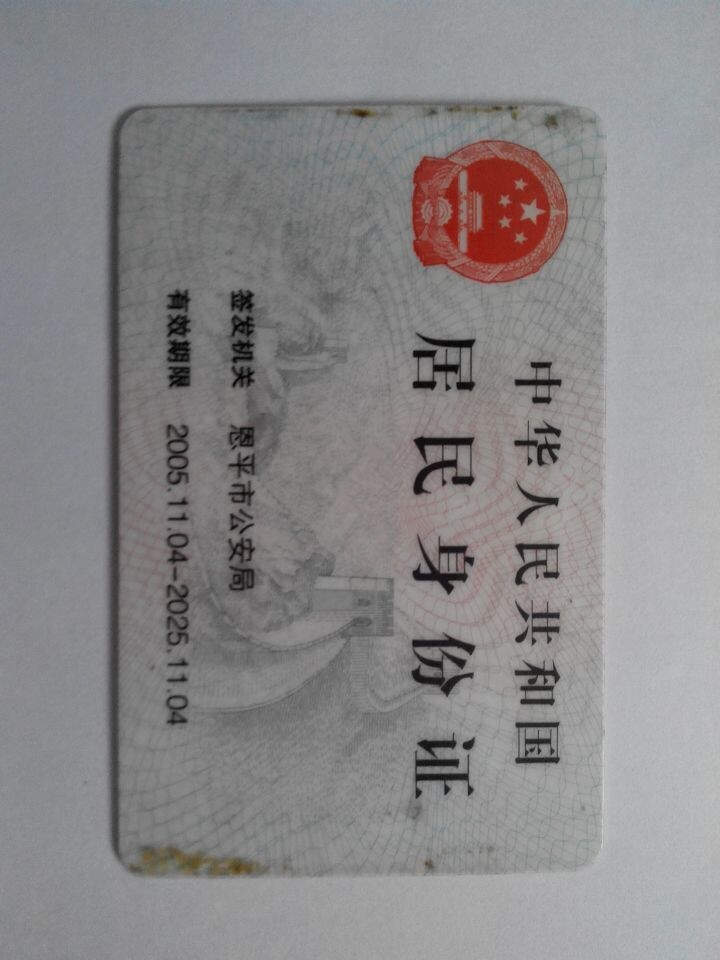 中华人民共和国
居民身份证
签发机关 恩平市公安局
有效期限 2005.11.04-2025.11.04